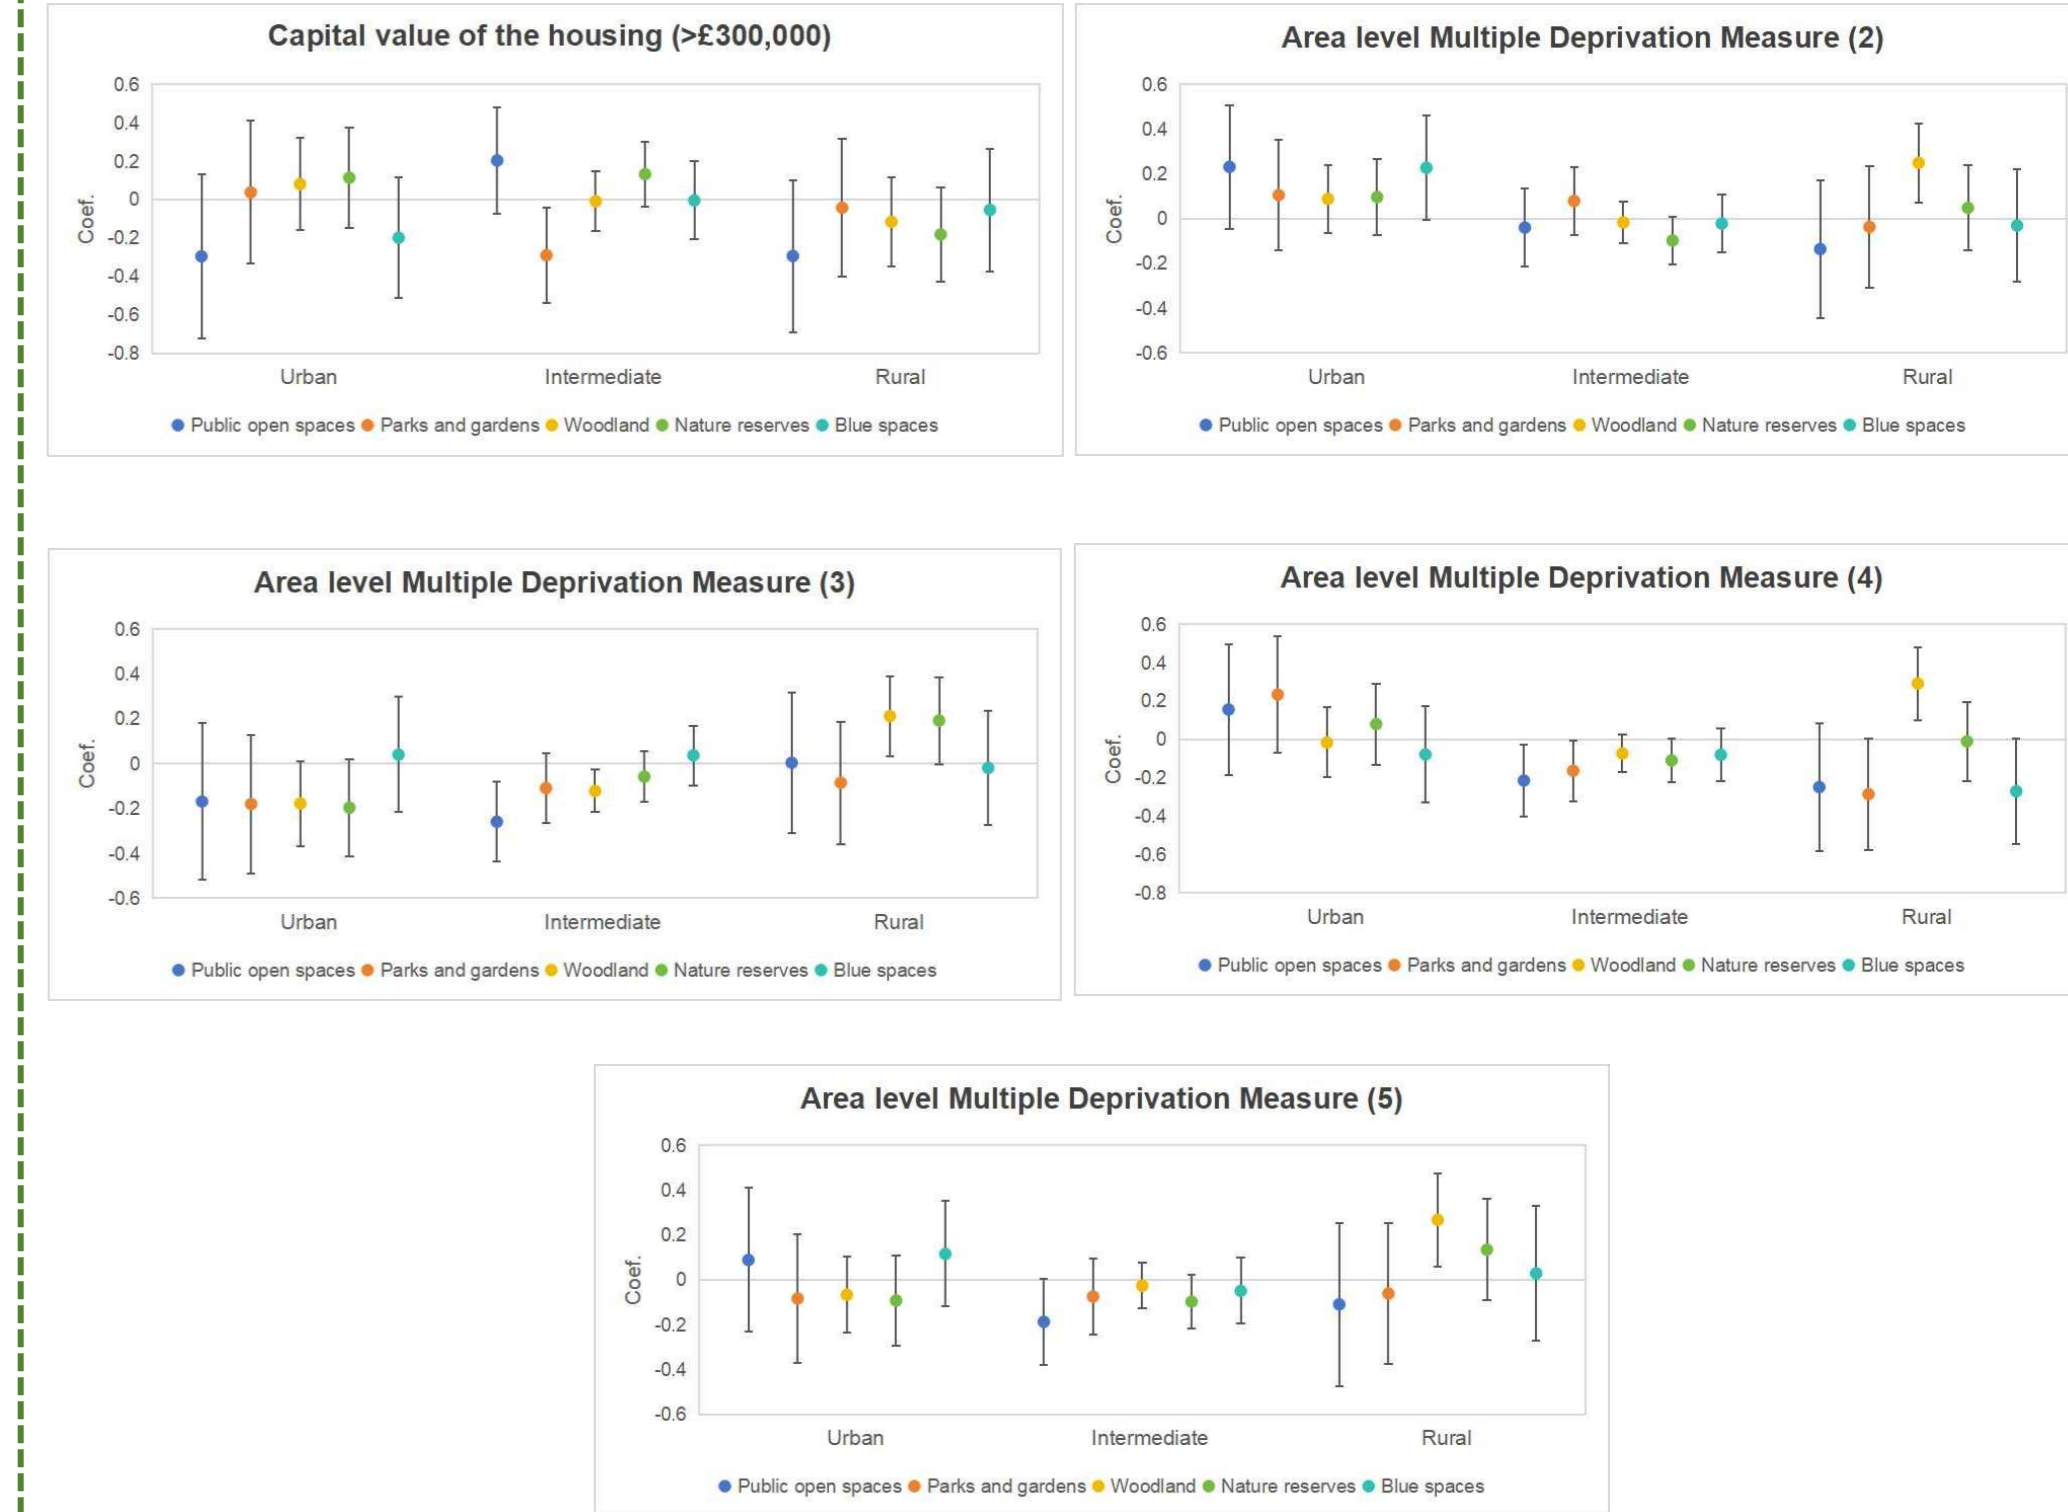 Capital value of the housing (>£300,000)
0.6
0.4
0.2
0
-0.2
-0.4
-0.6
-0.8
Coef.
Urban Intermediate Rural
Public open spaces Parks and gardens Woodland Nature reserves Blue spaces
Area level Multiple Deprivation Measure (2)
0.6
0.4
0.2
0
-0.2
-0.4
-0.6
Coef.
Urban Intermediate Rural
Public open spaces Parks and gardens Woodland Nature reserves Blue spaces
Area level Multiple Deprivation Measure (3)
0.6
0.4
0.2
0
-0.2
-0.4
-0.6
Coef.
Urban Intermediate Rural
Public open spaces Parks and gardens Woodland Nature reserves Blue spaces
Area level Multiple Deprivation Measure (4)
0.6
0.4
0.2
0
-0.2
-0.4
-0.6
-0.8
Coef.
Urban Intermediate Rural
Public open spaces Parks and gardens Woodland Nature reserves Blue spaces
Area level Multiple Deprivation Measure (5)
0.6
0.4
0.2
0
-0.2
-0.4
-0.6
Coef.
Urban Intermediate Rural
Public open spaces Parks and gardens Woodland Nature reserves Blue spaces